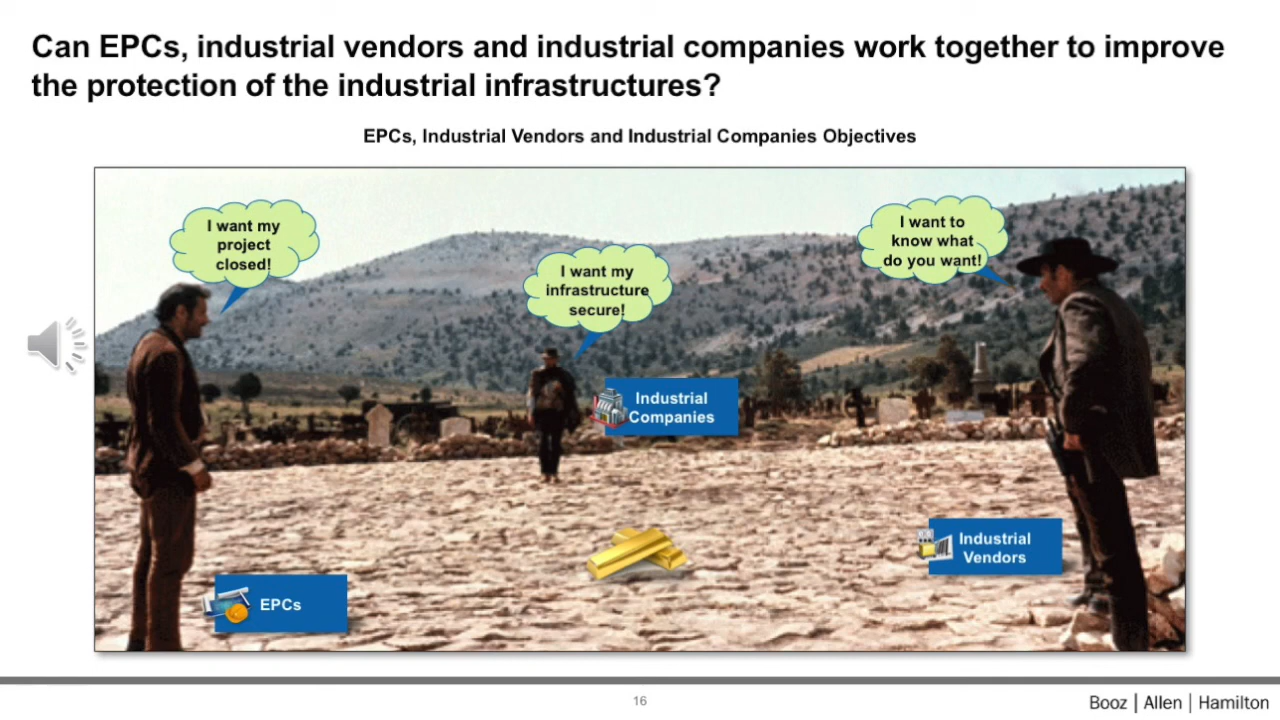 Can EPCs, industrial vendors and industrial companies work together to improve
the protection of the industrial infrastructures?
EPCs, Industrial Vendors and Industrial Companies Objectives
I want my
project
closed!
I want my
infrastructure
secure!
I want to
know what
do you want!
Industrial
Companies
Industrial
Vendors
EPCs
16
Booz | Allen | Hamilton